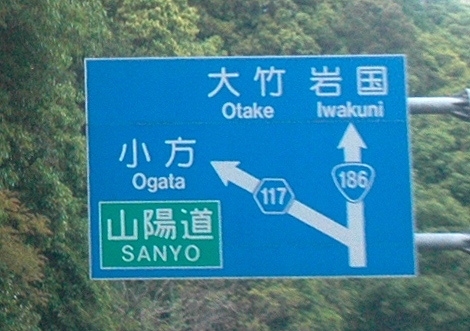 大竹 岩国
Otake Iwakuni
小方
Ogata
117
186
山陽道
SANYO